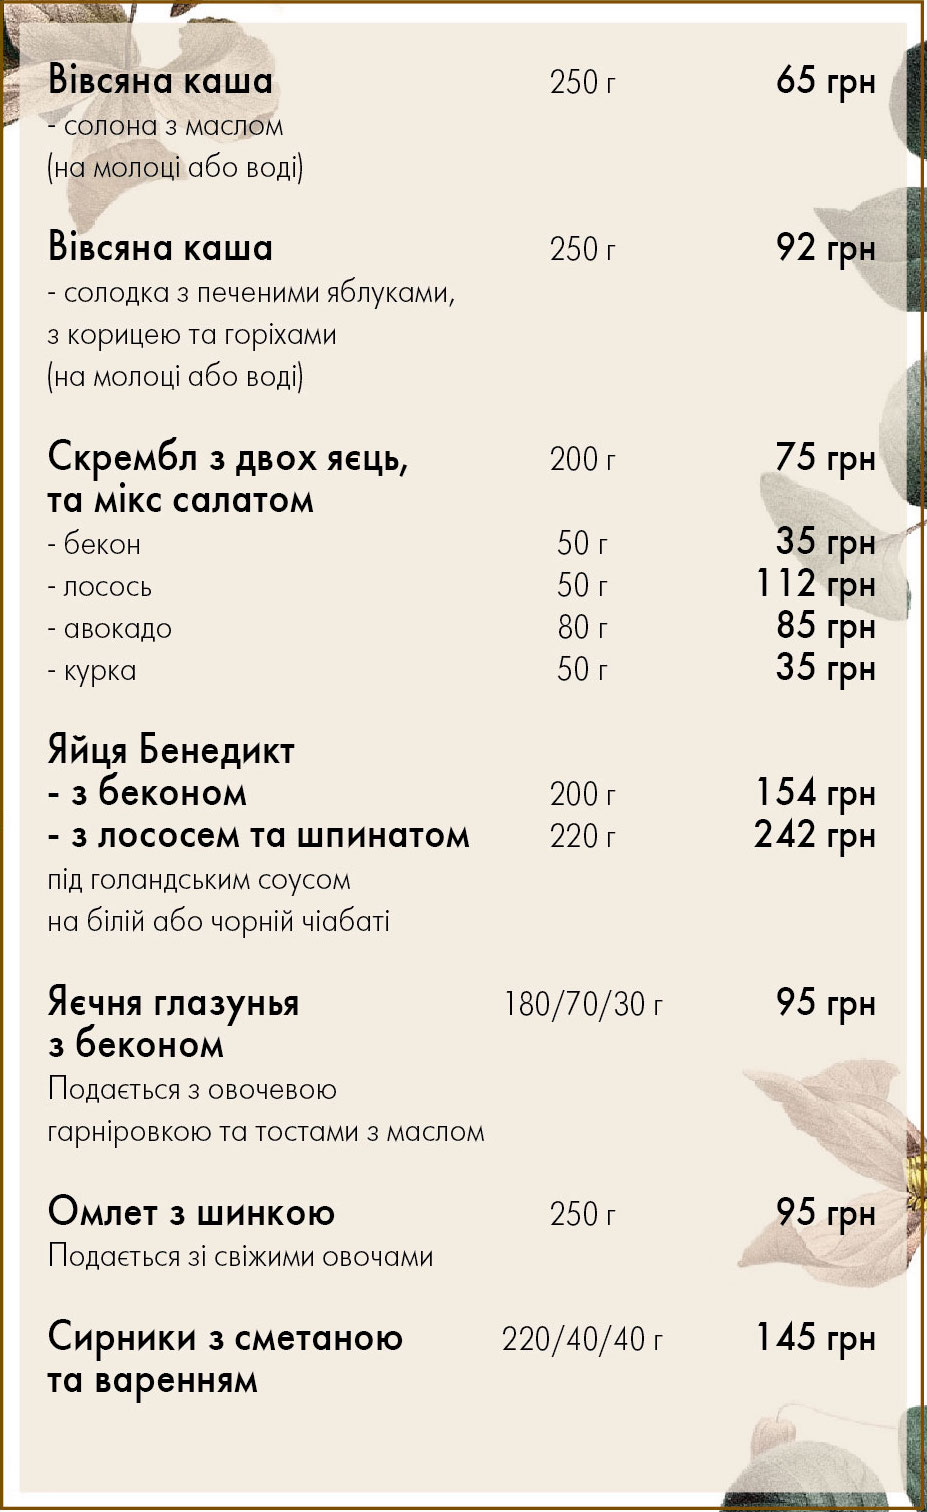 Вівсяна каша 250 г 65 грн
- солона з маслом
(на молоці або воді)
Вівсяна каша 250 г 92 грн
- солодка з печеними яблуками,
з корицею та горіхами
(на молоці або воді)
Скрембл з двох яєць, 200 г 75 грн
та мікс салатом
- бекон 50 г 35 грн
- лосось 50 г 112 грн
- авокадо 80 г 85 грн
- курка 50 г 35 грн
Яйця Бенедикт
- з беконом 200 г 154 грн
- з лососем та шпинатом 220 г 242 грн
під голандським соусом
на білій або чорній чіабаті
Яєчня глазунья 180/70/30 г 95 грн
з беконом
Подається з овочевою
гарніровкою та тостами з маслом
Омлет з шинкою 250 г 95 грн
Подається зі свіжими овочами
Сирники з сметаною 220/40/40 г 145 грн
та варенням